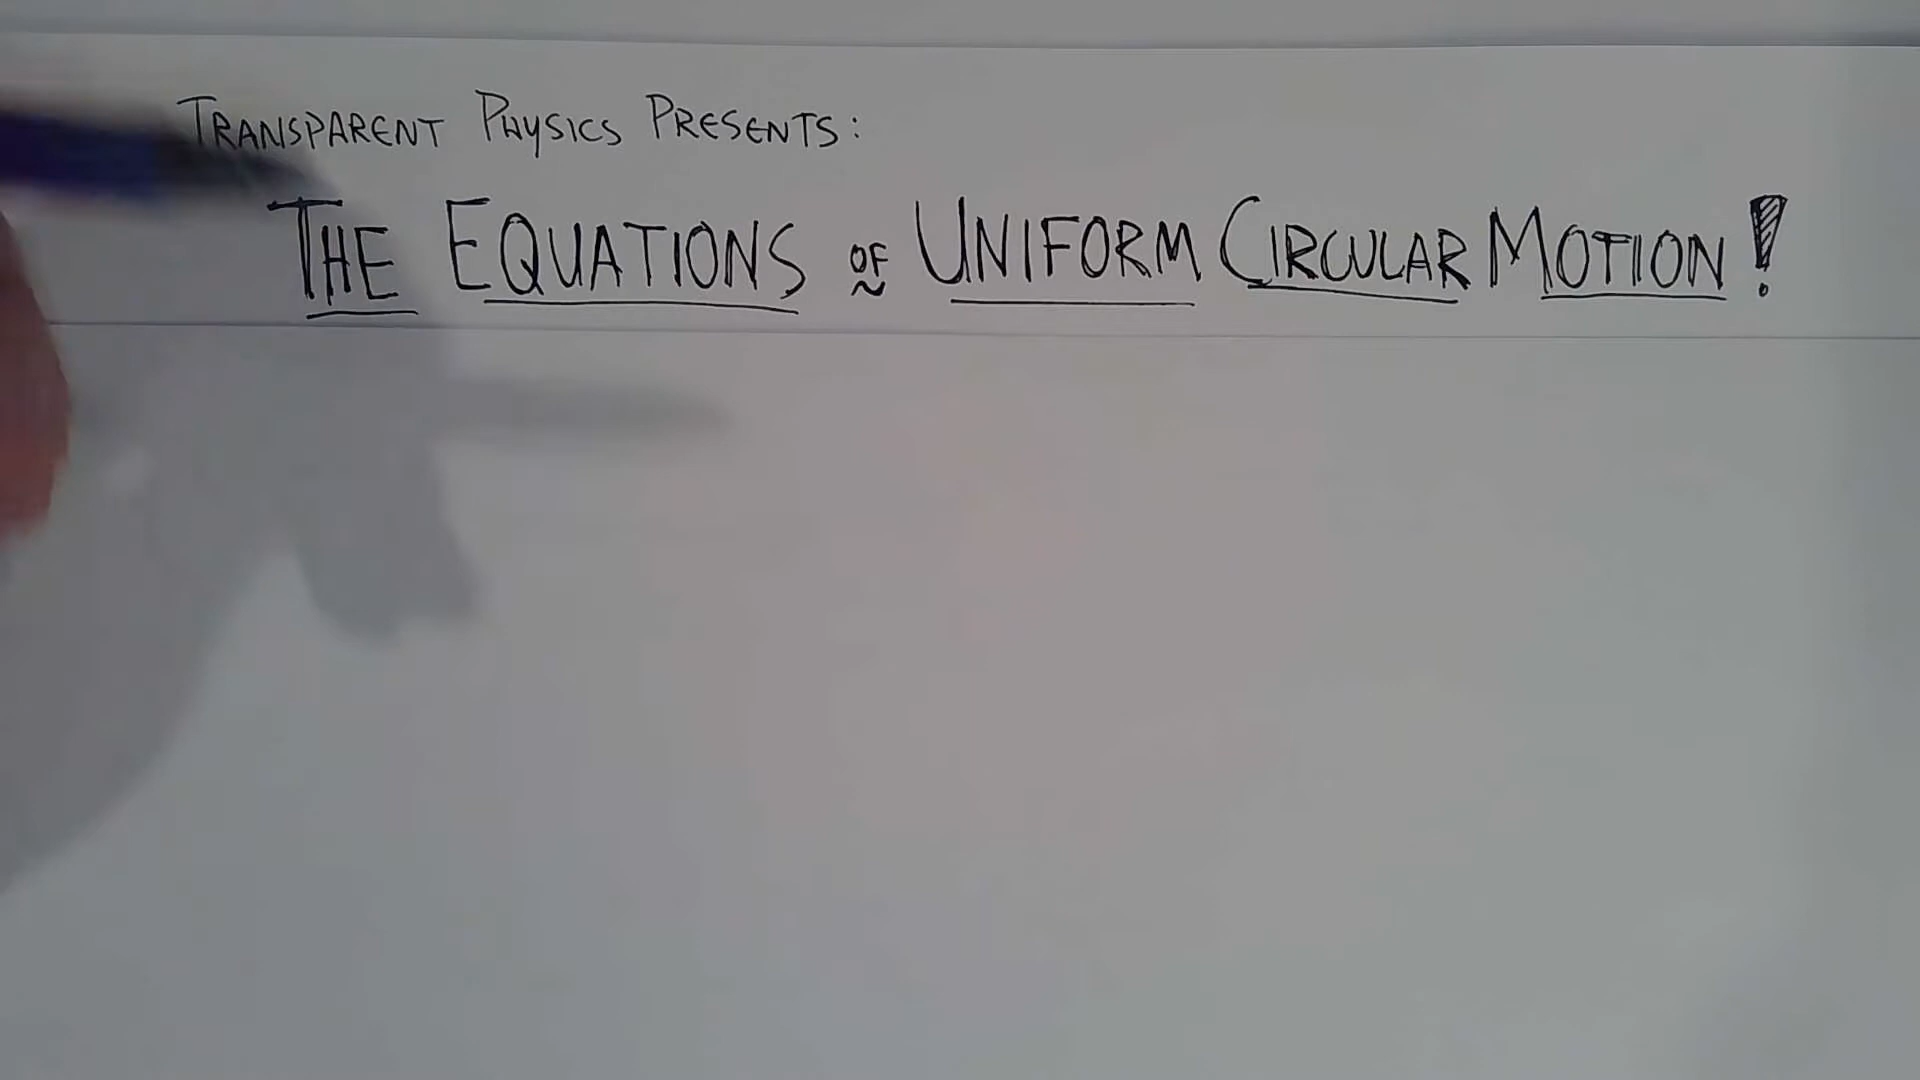 TRANSPARENT PHYSICS PRESENTS:
THE EQUATIONS OF UNIFORM CIRCULAR MOTION!